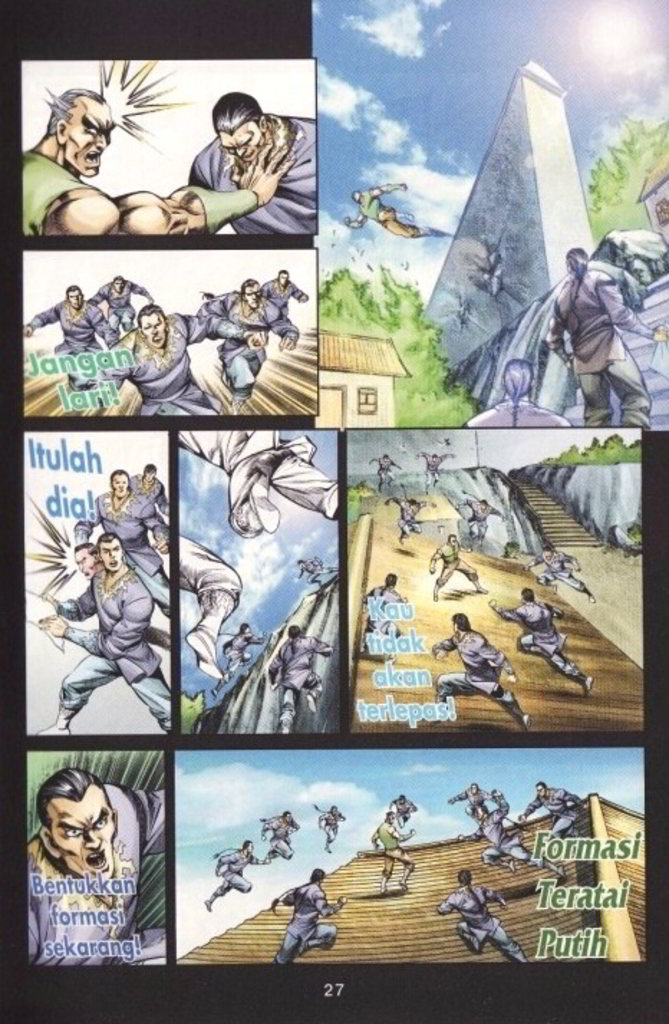 Jangan
lari!
Itulah
dia!
Kau
tidak
akan
terlepas!
Bentukkan
formasi
sekarang!
Formasi
Teratai
Putih
27